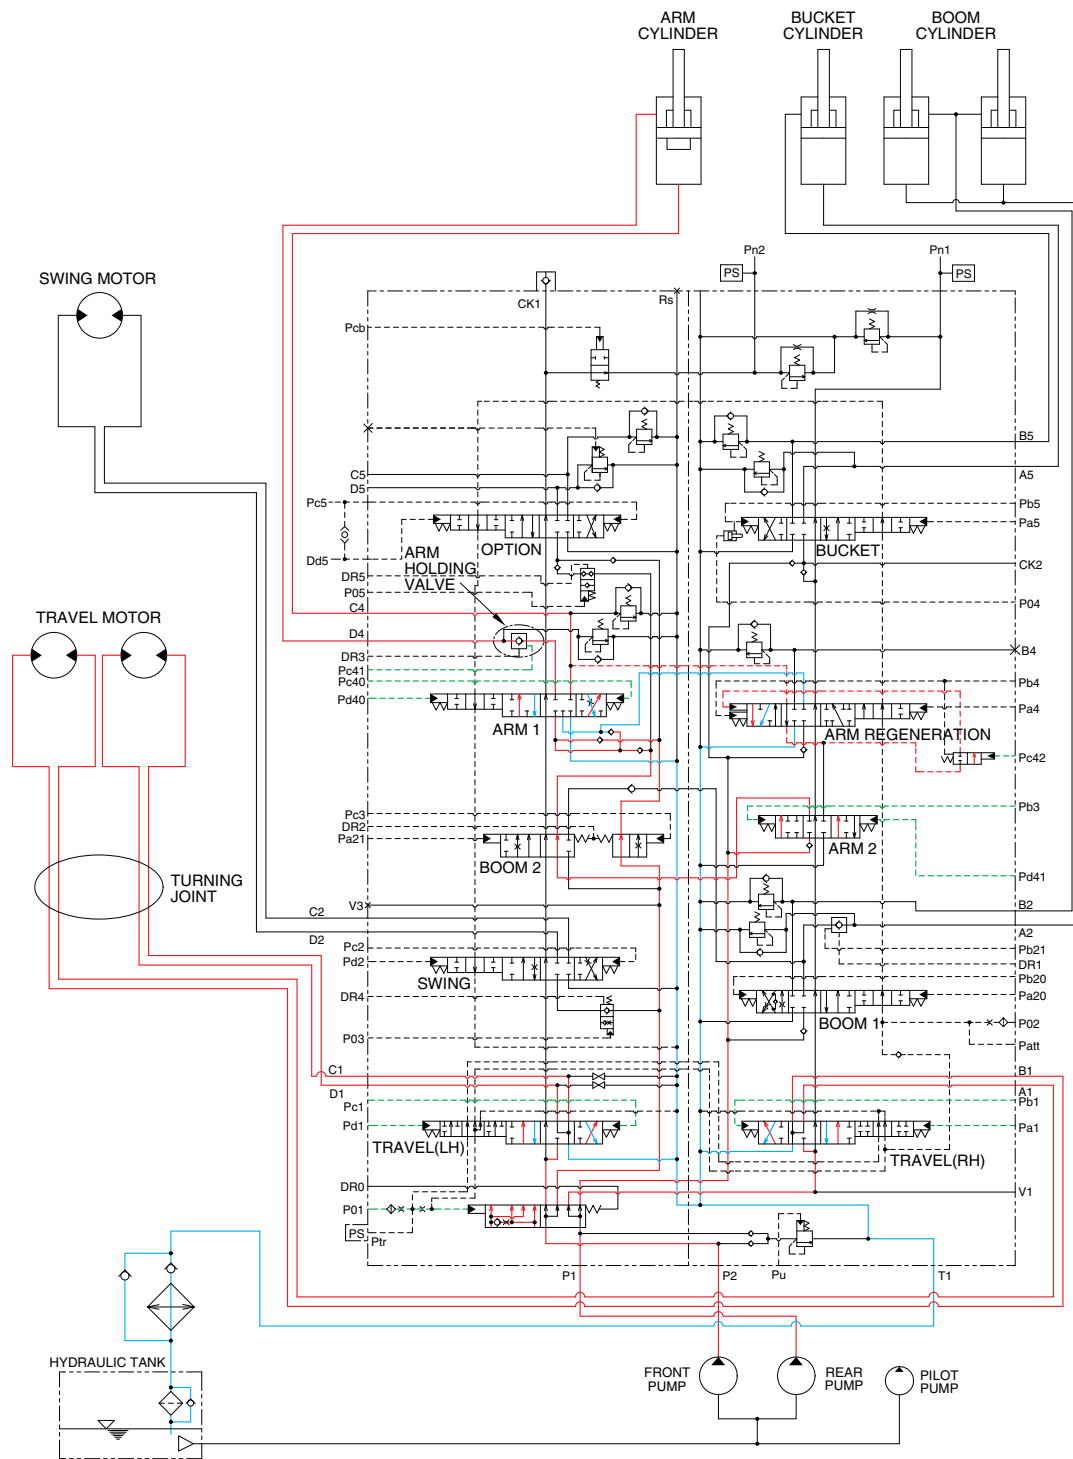 ARM
CYLINDER
BUCKET
CYLINDER
BOOM
CYLINDER
SWING MOTOR
Pn2
Pn1
PS
PS
CK1
Rs
Pcb
B5
C5
A5
D5
Pc5
Pb5
Pa5
OPTION
BUCKET
ARM
HOLDING
VALVE
Dd5
CK2
DR5
P05
P04
C4
TRAVEL MOTOR
D4
B4
DR3
Pc41
Pc40
Pb4
Pd40
Pa4
ARM 1
ARM REGENERATION
Pc42
Pb3
Pc3
DR2
Pa21
ARM 2
BOOM 2
Pd41
TURNING
JOINT
V3
B2
C2
A2
D2
Pc2
Pb21
Pd2
DR1
SWING
Pb20
DR4
Pa20
BOOM 1
P02
P03
Patt
C1
B1
D1
A1
Pc1
Pb1
Pd1
Pa1
TRAVEL(LH)
TRAVEL(RH)
DR0
V1
P01
PS
Ptr
P1
P2
Pu
T1
HYDRAULIC TANK
FRONT
PUMP
REAR
PUMP
PILOT
PUMP